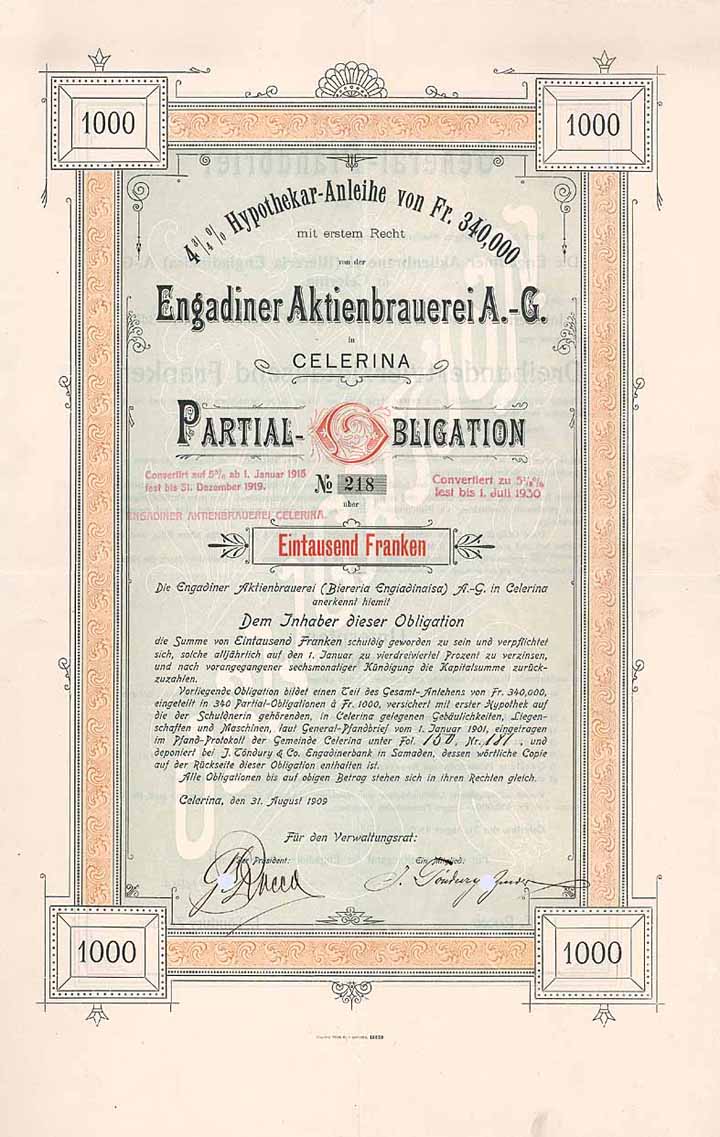 1000
1000
4 3/4 % Hypothekar-Anleihe von Fr. 340,000
mit erstem Recht
von der
Engadiner Aktienbrauerei A.-G.
in
CELERINA
PARTIAL-OBLIGATION
Convertirt auf 5% ab 1. Januar 1915
fest bis 31. Dezember 1919.
№ 218
Convertiert zu 5½%
fest bis 1. Juli 1930
über
ENGADINER AKTIENBRAUEREI CELERINA.
Eintausend Franken
Die Engadiner Aktienbrauerei (Biereria Engiadinaisa) A.-G. in Celerina
anerkennt hiemit
Dem Inhaber dieser Obligation
die Summe von Eintausend Franken schuldig geworden zu sein und verpflichtet
sich, solche alljährlich auf den 1. Januar zu vierdreiviertel Prozent zu verzinsen,
und nach vorangegangener sechsmonatiger Kündigung die Kapitalsumme zurück-
zuzahlen.
Vorliegende Obligation bildet einen Teil des Gesamt-Anlehens von Fr. 340,000,
eingeteilt in 340 Partial-Obligationen à Fr. 1000, versichert mit erster Hypothek auf
die der Schuldnerin gehörenden, in Celerina gelegenen Gebäulichkeiten, Liegen-
schaften und Maschinen, laut General-Pfandbrief vom 1. Januar 1901, eingetragen
im Pfand-Protokoll der Gemeinde Celerina unter Fol. Nr. 181. und
deponiert bei J. Töndury & Co. Engadinerbank in Samaden, dessen wörtliche Copie
auf der Rückseite dieser Obligation enthalten ist.
Alle Obligationen bis auf obigen Betrag stehen sich in ihren Rechten gleich.
Celerina, den 31. August 1909
Für den Verwaltungsrat:
Der Präsident:
Ein Mitglied:
J. Töndury
1000
1000